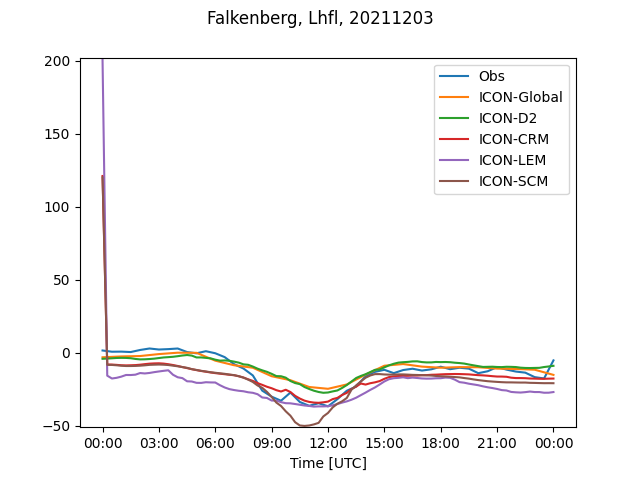 Falkenberg, Lhfl, 20211203
200
150
100
50
0
−50
Obs
ICON-Global
ICON-D2
ICON-CRM
ICON-LEM
ICON-SCM
00:00 03:00 06:00 09:00 12:00 15:00 18:00 21:00 00:00
Time [UTC]